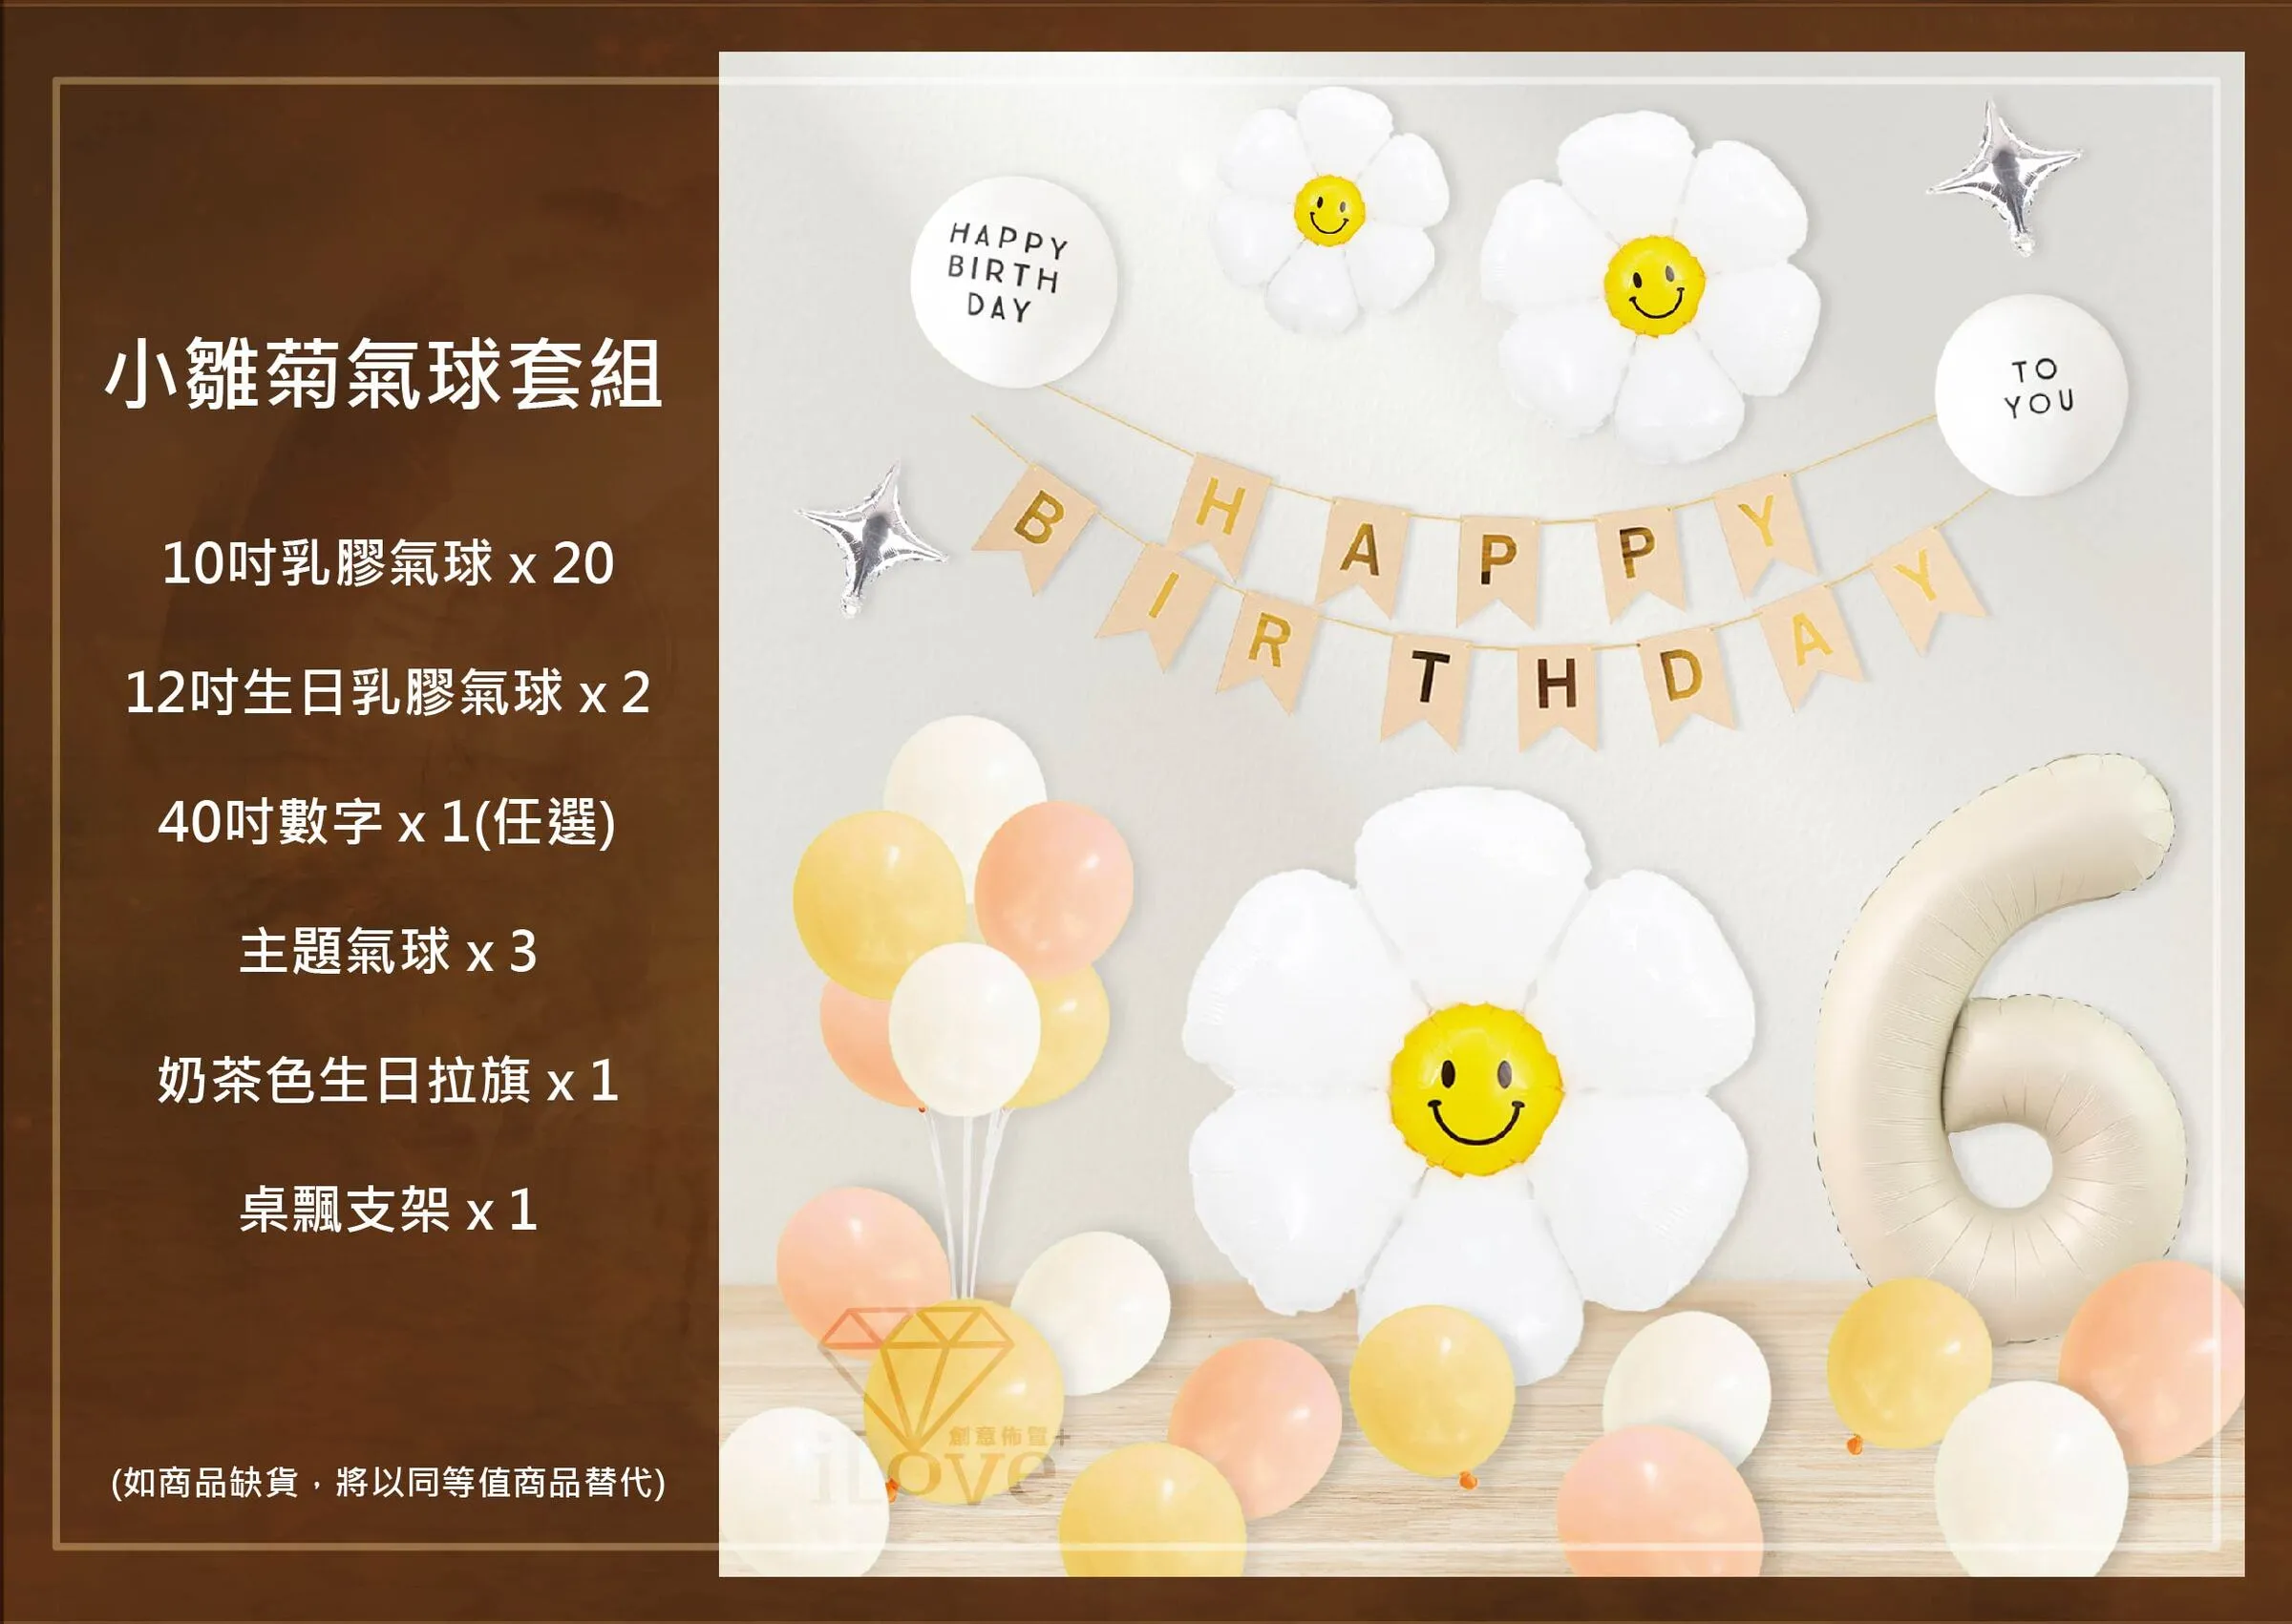 小雛菊氣球套組
10吋乳膠氣球 x 20
12吋生日乳膠氣球 x 2
40吋數字 x 1(任選)
主題氣球 x 3
奶茶色生日拉旗 x 1
桌飄支架 x 1
(如商品缺貨，將以同等值商品替代)
HAPPY
BIRTH
DAY
TO
YOU
HAPPY
BIRTHDAY
6
創意佈置+
iLove